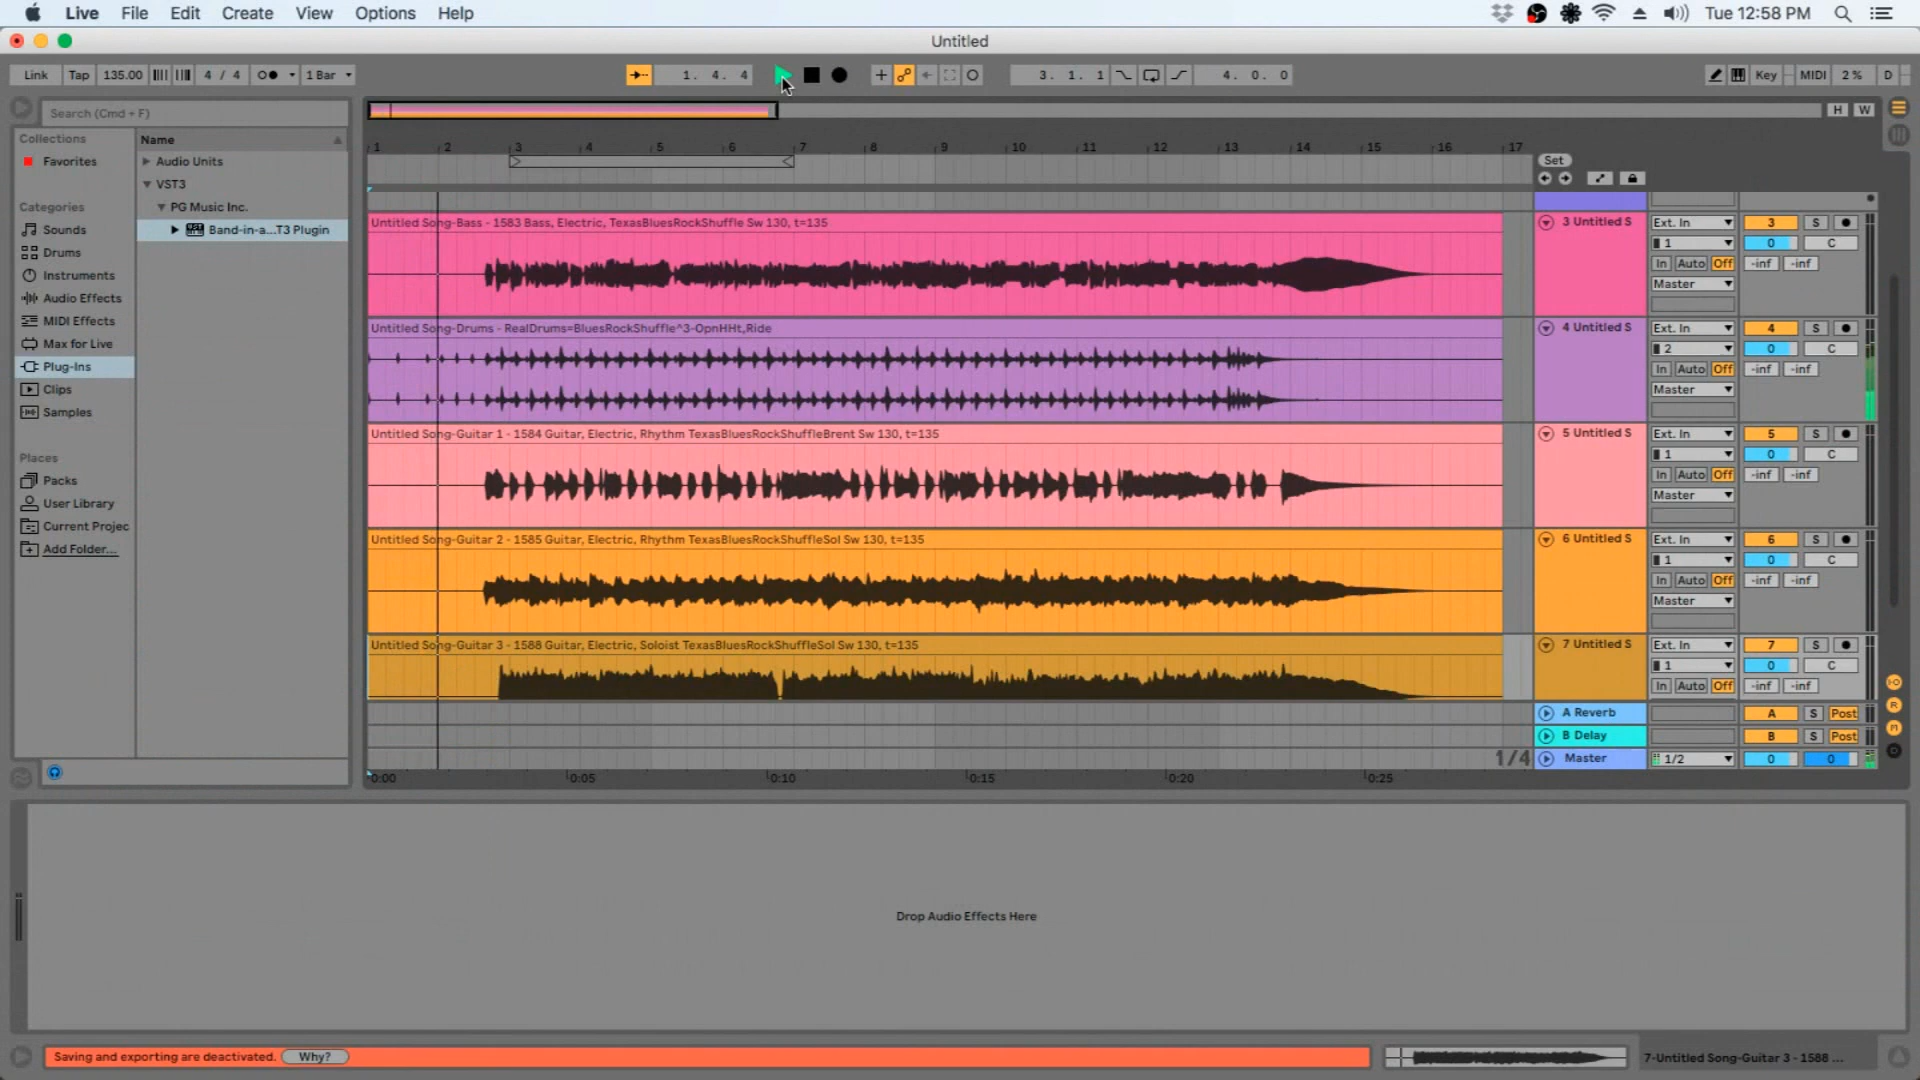 Live File Edit Create View Options Help Tue 12:58 PM
Untitled
Link Tap 135.00 4 / 4 1 Bar 1. 4. 4 3. 1. 1 4. 0. 0 Key MIDI 2 % D
Search (Cmd + F) H W
Collections
Favorites
Categories
Sounds
Drums
Instruments
Audio Effects
MIDI Effects
Max for Live
Plug-Ins
Clips
Samples
Places
Packs
User Library
Current Projec
Add Folder...
Name
Audio Units
VST3
PG Music Inc.
Band-in-a...T3 Plugin
1 2 3 4 5 6 7 8 9 10 11 12 13 14 15 16 17
Set
Untitled Song-Bass - 1583 Bass, Electric, TexasBluesRockShuffle Sw 130, t=135
3 Untitled S Ext. In 3 S
1 0 C
In Auto Off -inf -inf
Master
Untitled Song-Drums - RealDrums=BluesRockShuffle^3-OpnHHt,Ride
4 Untitled S Ext. In 4 S
2 0 C
In Auto Off -inf -inf
Master
Untitled Song-Guitar 1 - 1584 Guitar, Electric, Rhythm TexasBluesRockShuffleBrent Sw 130, t=135
5 Untitled S Ext. In 5 S
1 0 C
In Auto Off -inf -inf
Master
Untitled Song-Guitar 2 - 1585 Guitar, Electric, Rhythm TexasBluesRockShuffleSol Sw 130, t=135
6 Untitled S Ext. In 6 S
1 0 C
In Auto Off -inf -inf
Master
Untitled Song-Guitar 3 - 1588 Guitar, Electric, Soloist TexasBluesRockShuffleSol Sw 130, t=135
7 Untitled S Ext. In 7 S
1 0 C
In Auto Off -inf -inf
A Reverb A S Post
B Delay B S Post
1/4 Master 1/2 0 0
0:00 0:05 0:10 0:15 0:20 0:25
Drop Audio Effects Here
Saving and exporting are deactivated. Why? 7-Untitled Song-Guitar 3 - 1588 ...